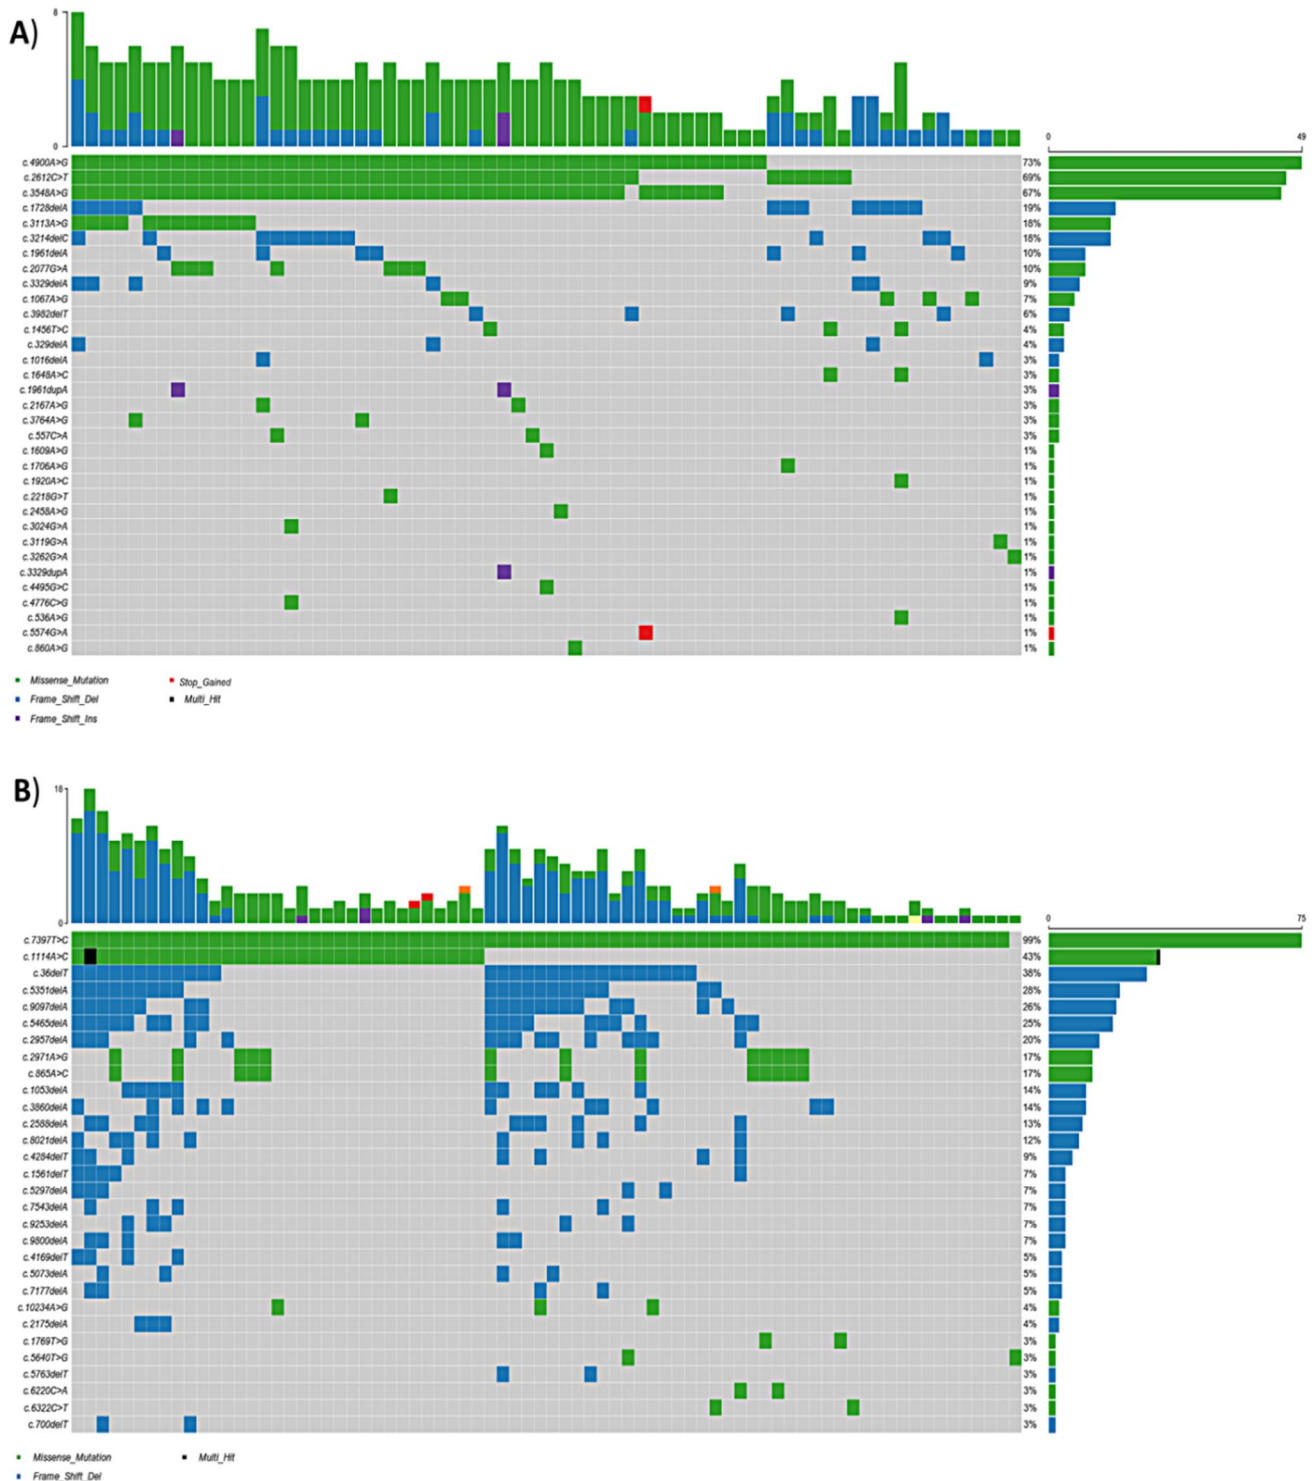 A)
8
0
0 49
c.4900A>G 73%
c.2612C>T 69%
c.3548A>G 67%
c.1728delA 19%
c.3113A>G 18%
c.3214delC 18%
c.1961delA 10%
c.2077G>A 10%
c.3329delA 9%
c.1067A>G 7%
c.3982delT 6%
c.1456T>C 4%
c.329delA 4%
c.1016delA 3%
c.1648A>C 3%
c.1961dupA 3%
c.2167A>G 3%
c.3764A>G 3%
c.557C>A 3%
c.1609A>G 1%
c.1706A>G 1%
c.1920A>C 1%
c.2218G>T 1%
c.2458A>G 1%
c.3024G>A 1%
c.3119G>A 1%
c.3262G>A 1%
c.3329dupA 1%
c.4495G>C 1%
c.4776C>G 1%
c.536A>G 1%
c.5574G>A 1%
c.860A>G 1%
Missense_Mutation Stop_Gained
Frame_Shift_Del Multi_Hit
Frame_Shift_Ins
B)
18
0
0 75
c.7397T>C 99%
c.1114A>C 43%
c.36delT 38%
c.5351delA 28%
c.9097delA 26%
c.5465delA 25%
c.2957delA 20%
c.2971A>G 17%
c.865A>C 17%
c.1053delA 14%
c.3860delA 14%
c.2588delA 13%
c.8021delA 12%
c.4284delT 9%
c.1561delT 7%
c.5297delA 7%
c.7543delA 7%
c.9253delA 7%
c.9800delA 7%
c.4169delT 5%
c.5073delA 5%
c.7177delA 5%
c.10234A>G 4%
c.2175delA 4%
c.1769T>G 3%
c.5640T>G 3%
c.5763delT 3%
c.6220C>A 3%
c.6322C>T 3%
c.700delT 3%
Missense_Mutation Multi_Hit
Frame_Shift_Del